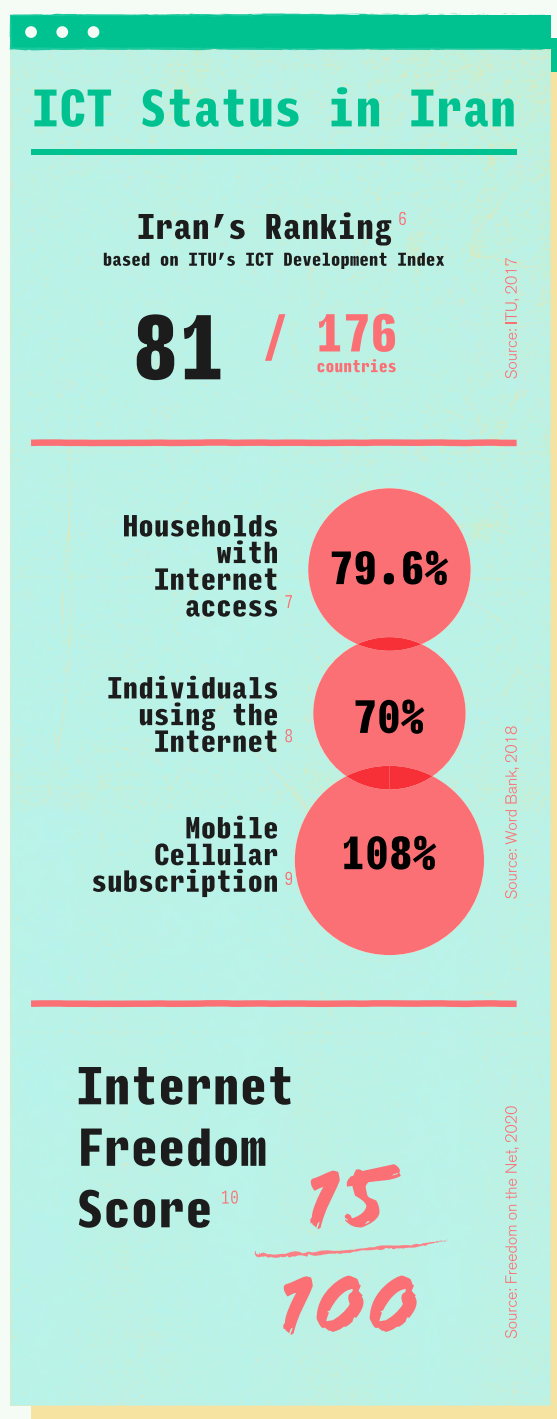 ICT Status in Iran
Iran's Ranking 6
based on ITU's ICT Development Index
81 / 176
countries
Source: ITU, 2017
Households
with
Internet
access 7
79.6%
Individuals
using the
Internet 8
70%
Mobile
Cellular
subscription 9
108%
Source: Word Bank, 2018
Internet
Freedom
Score 10
15
100
Source: Freedom on the Net, 2020